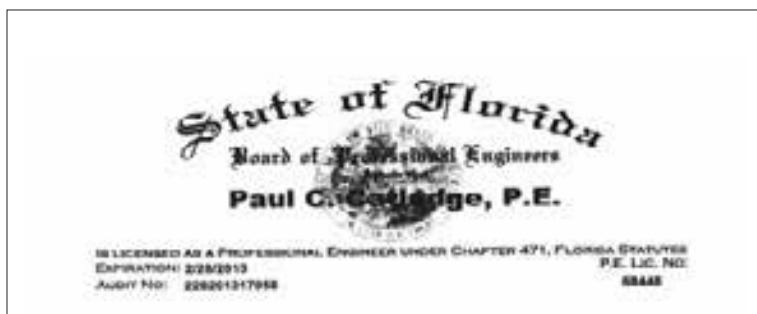 State of Florida
Board of Professional Engineers
Paul C. P.E.
IS LICENSED AS A PROFESSIONAL ENGINEER UNDER CHAPTER 471, FLORIDA STATUTES
EXPIRATION: 2/28/2013
P.E. LIC. NO:
AUDIT NO: